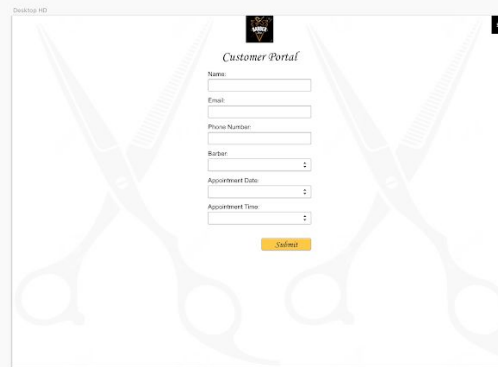 Desktop HD
Customer Portal
Name:
Email:
Phone Number:
Barber:
Appointment Date:
Appointment Time:
Submit